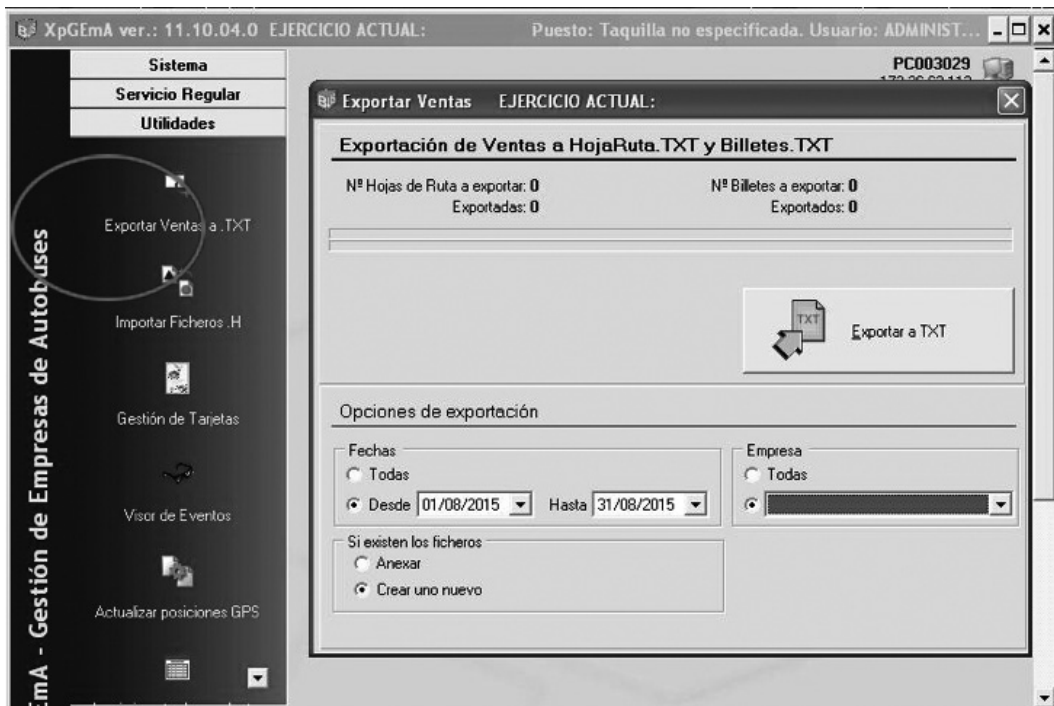 XpGEmA ver.: 11.10.04.0 EJERCICIO ACTUAL: Puesto: Taquilla no especificada. Usuario: ADMINIST...
PC003029
Sistema
Servicio Regular
Utilidades
Exportar Ventas a .TXT
Importar Ficheros .H
Gestión de Tarjetas
Visor de Eventos
Actualizar posiciones GPS
EmA - Gestión de Empresas de Autobuses
Exportar Ventas EJERCICIO ACTUAL:
Exportación de Ventas a HojaRuta.TXT y Billetes.TXT
Nº Hojas de Ruta a exportar: 0 Nº Billetes a exportar: 0
Exportadas: 0 Exportados: 0
TXT
Exportar a TXT
Opciones de exportación
Fechas
Todas
Desde 01/08/2015 Hasta 31/08/2015
Empresa
Todas
Si existen los ficheros
Anexar
Crear uno nuevo